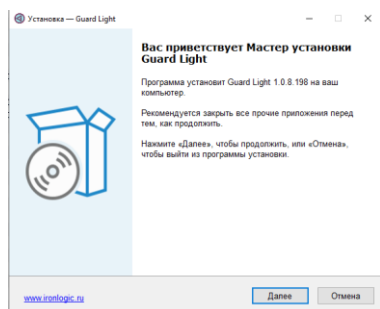 Установка — Guard Light
Вас приветствует Мастер установки
Guard Light
Программа установит Guard Light 1.0.8.198 на ваш
компьютер.
Рекомендуется закрыть все прочие приложения перед
тем, как продолжить.
Нажмите «Далее», чтобы продолжить, или «Отмена»,
чтобы выйти из программы установки.
www.ironlogic.ru
Далее
Отмена